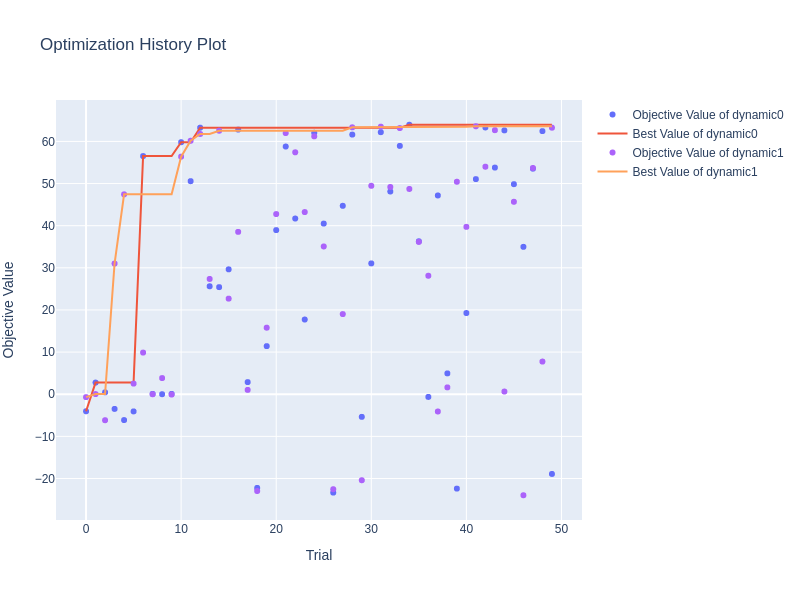 Optimization History Plot
Objective Value of dynamic0
Best Value of dynamic0
Objective Value of dynamic1
Best Value of dynamic1
Objective Value
60
50
40
30
20
10
0
−10
−20
0
10
20
30
40
50
Trial